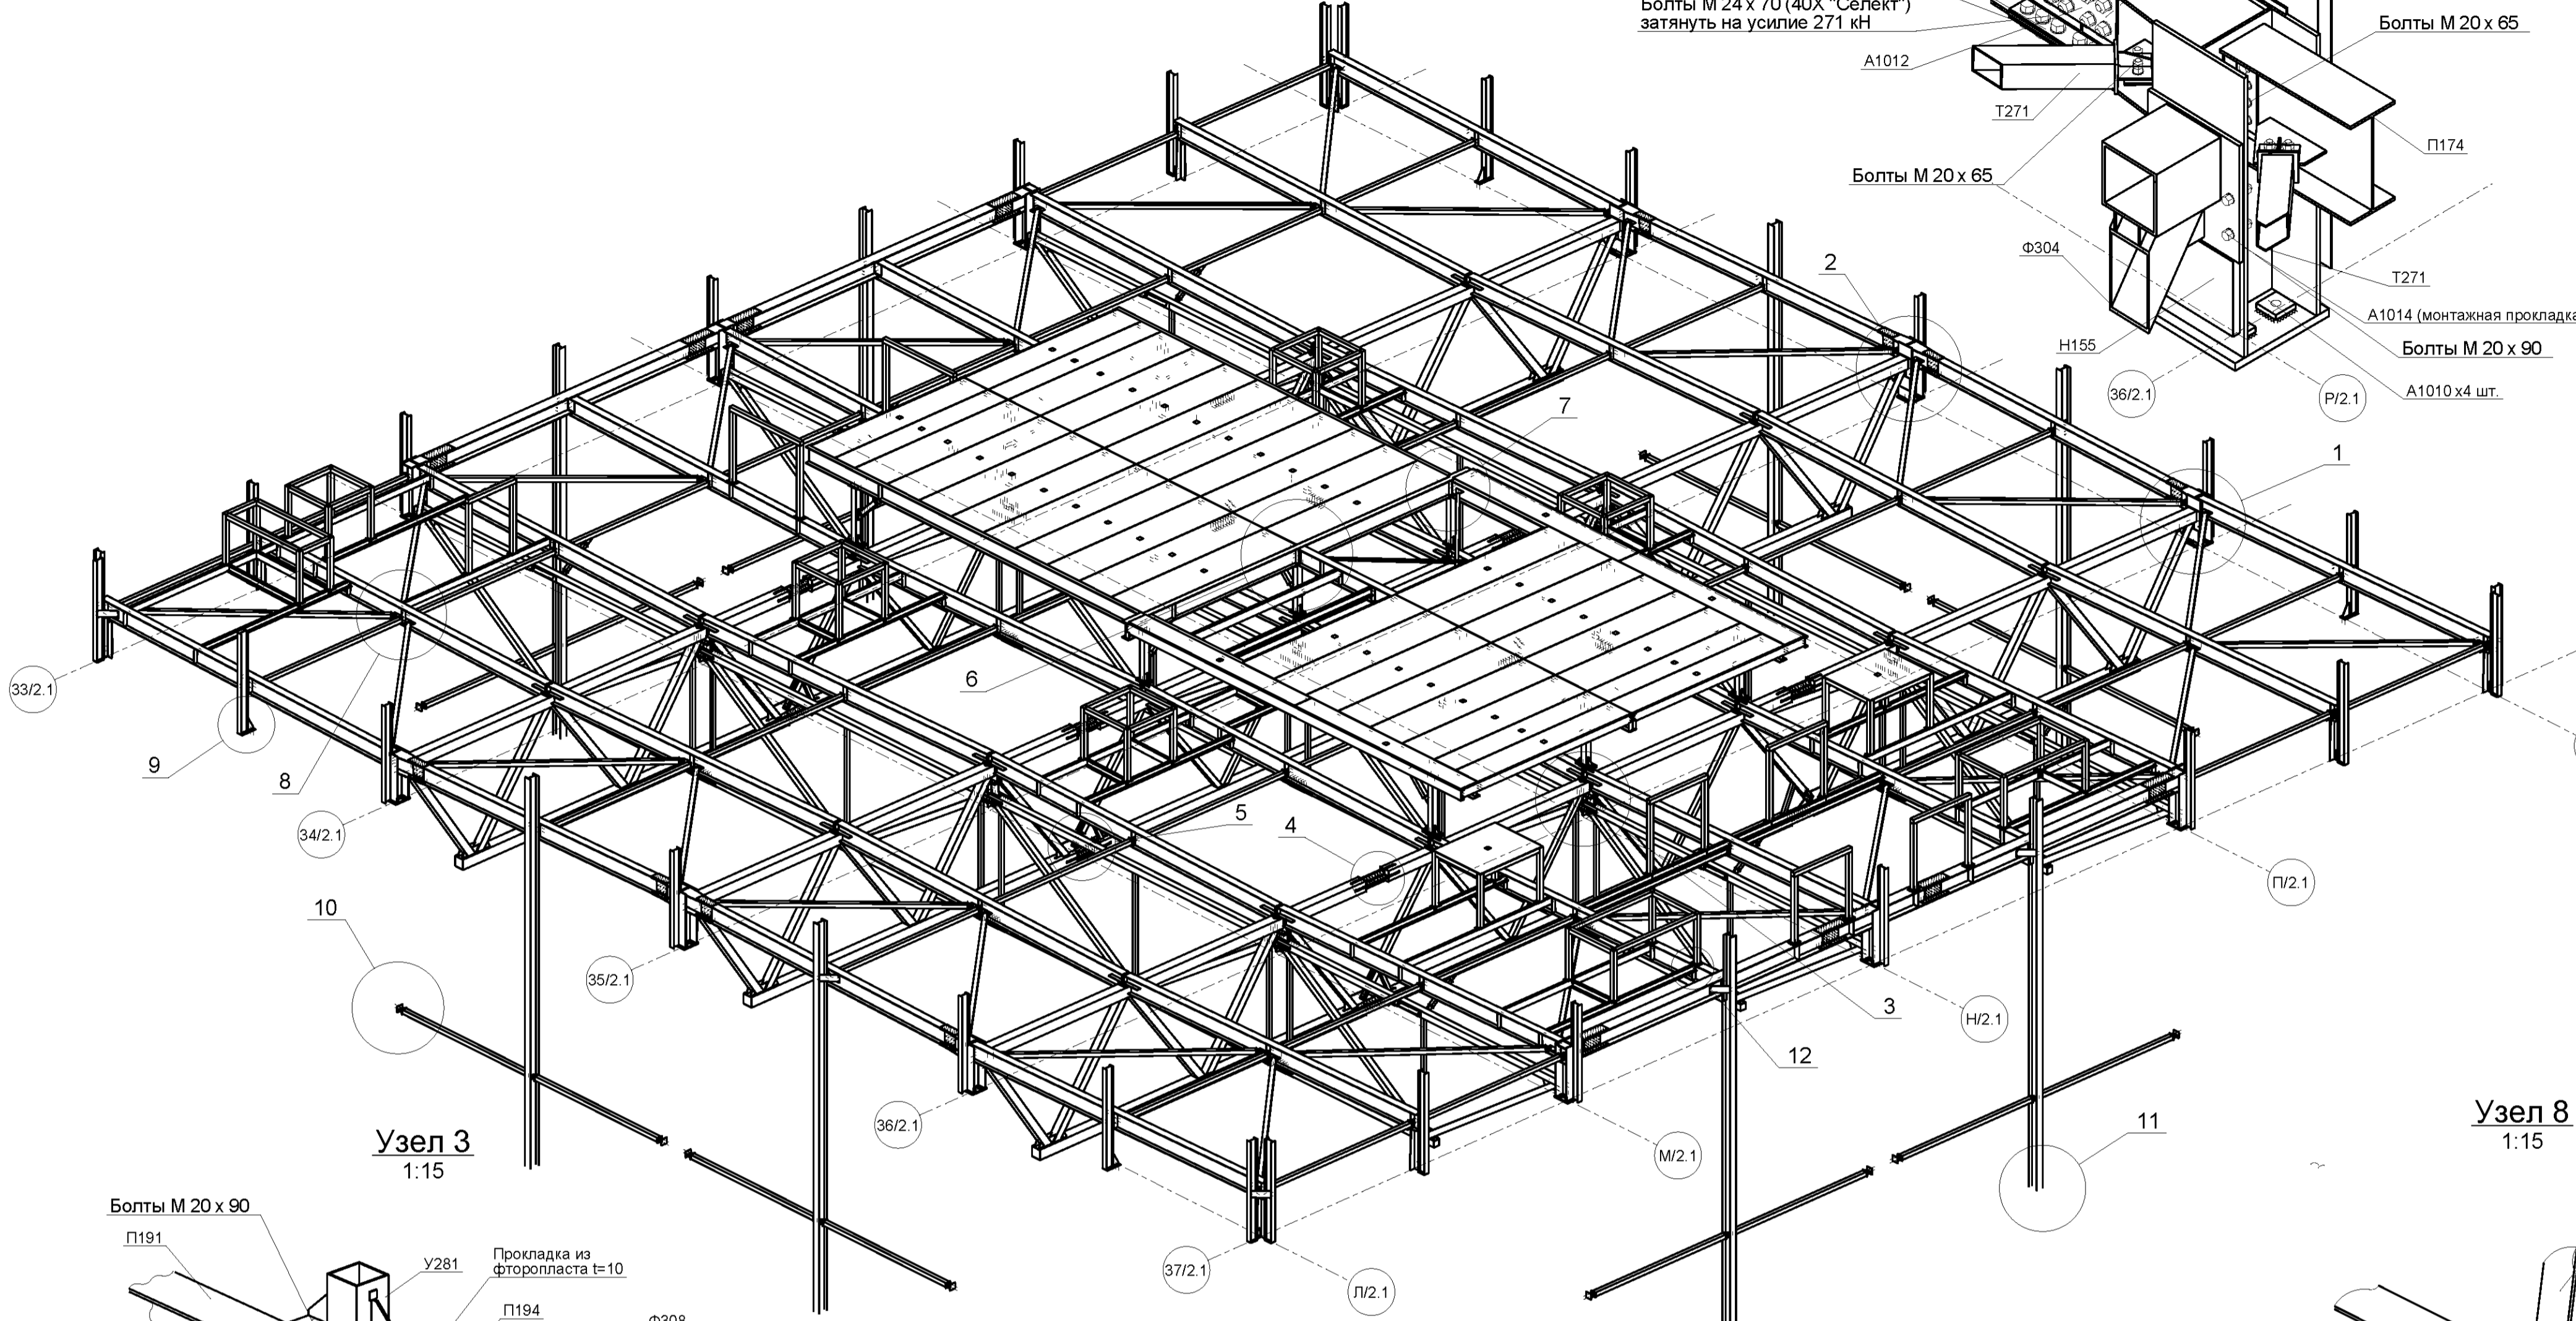 Болты М 24 х 70 (40Х "Селект")
затянуть на усилие 271 кН
Болты М 20 х 65
А1012
Т271
П174
Болты М 20 х 65
Ф304
Т271
А1014 (монтажная прокладка
Н155
Болты М 20 х 90
36/2.1
Р/2.1
А1010 х4 шт.
2
7
1
6
33/2.1
9
8
34/2.1
5
4
П/2.1
10
35/2.1
3
Н/2.1
12
36/2.1
М/2.1
11
37/2.1
Л/2.1
Узел 3
1:15
Узел 8
1:15
Болты М 20 х 90
П191
У281
Прокладка из
фторопласта t=10
П194
Ф308